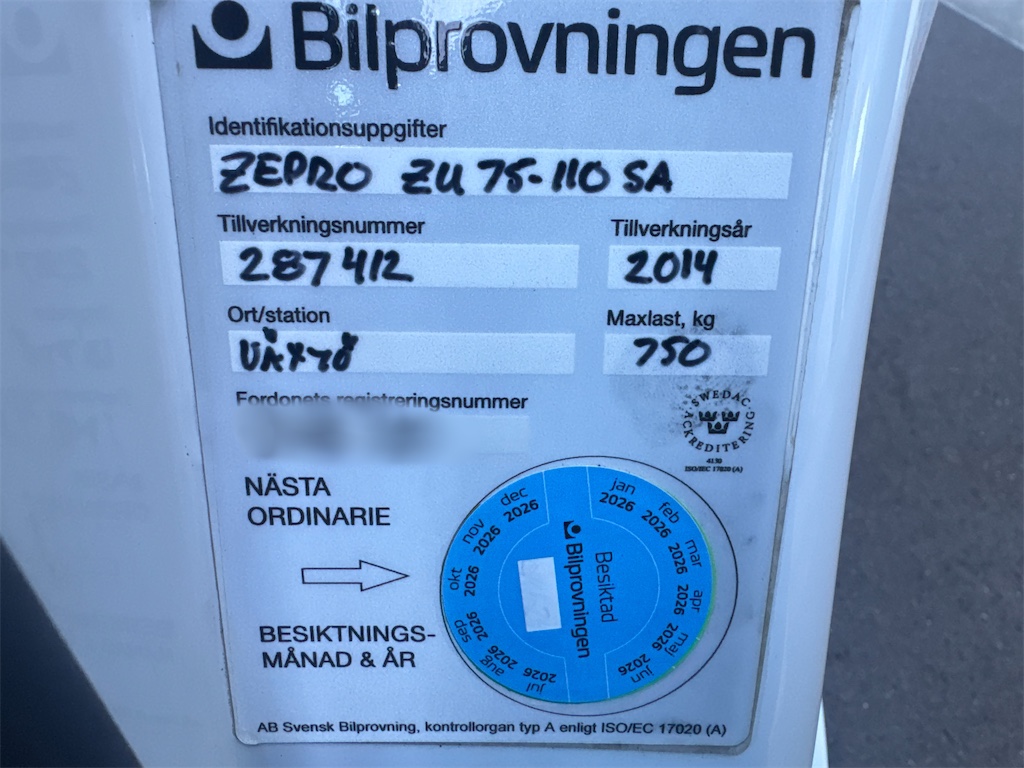 Bilprovningen
Identifikationsuppgifter
ZEPRO ZU 75-110 SA
Tillverkningsnummer
287412
Tillverkningsår
2014
Ort/station
VÄXJÖ
Maxlast, kg
750
Fordonets registreringsnummer
SWEDAC
ACKREDITERING
4130
ISO/IEC 17020 (A)
NÄSTA
ORDINARIE
BESIKTNINGS-
MÅNAD & ÅR
jan 2026
feb 2026
mar 2026
apr 2026
maj 2026
jun 2026
jul 2026
aug 2026
sep 2026
okt 2026
nov 2026
dec 2026
Besiktad
Bilprovningen
AB Svensk Bilprovning, kontrollorgan typ A enligt ISO/EC 17020 (A)